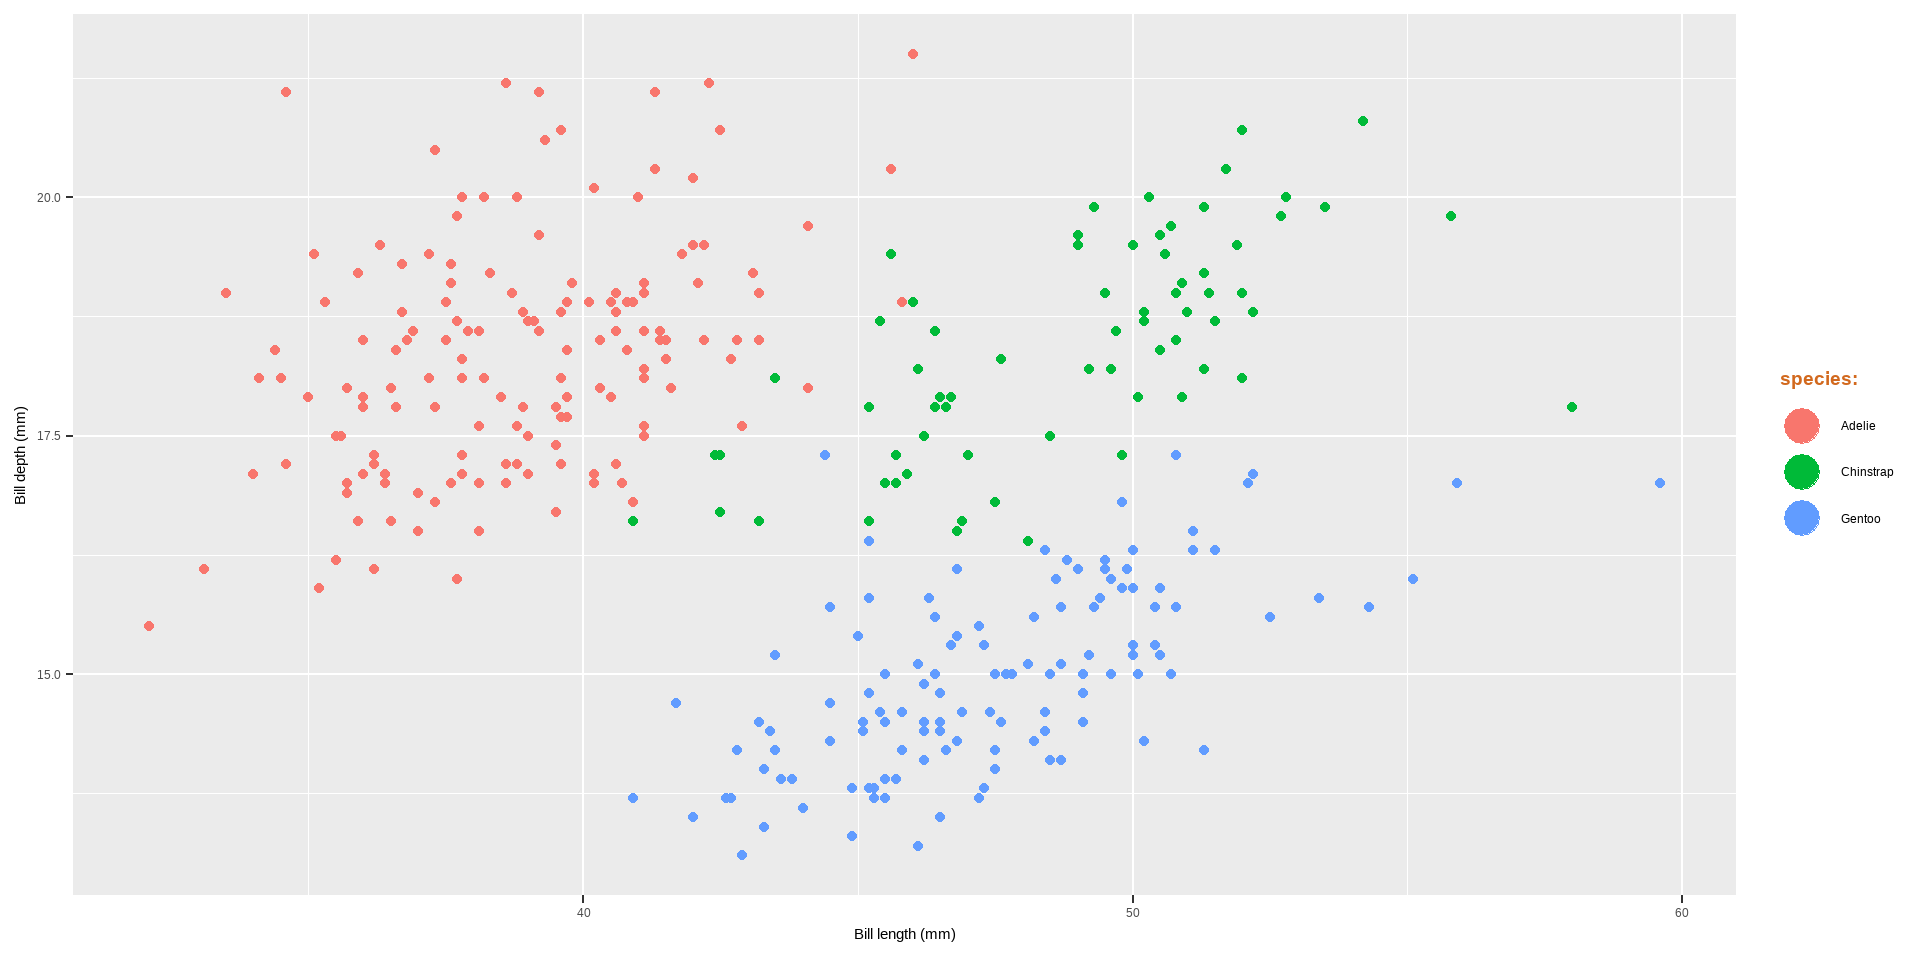 20.0
17.5
15.0
Bill depth (mm)
40
50
60
Bill length (mm)
species:
Adelie
Chinstrap
Gentoo